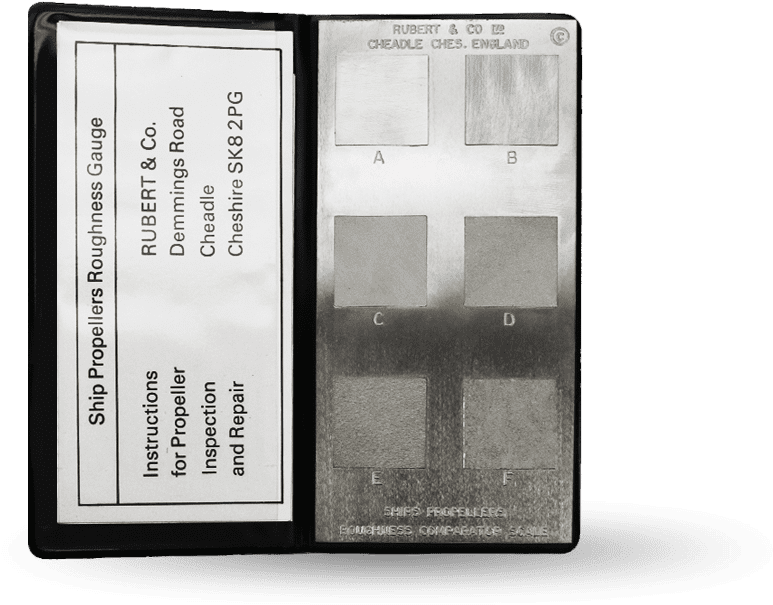 Ship Propellers Roughness Gauge
Instructions
for Propeller
Inspection
and Repair
RUBERT & Co.
Demmings Road
Cheadle
Cheshire SK8 2PG
RUBERT & CO LTD
CHEADLE CHES. ENGLAND
©
A
B
C
D
E
F
SHIPS PROPELLERS
ROUGHNESS COMPARATOR SCALE